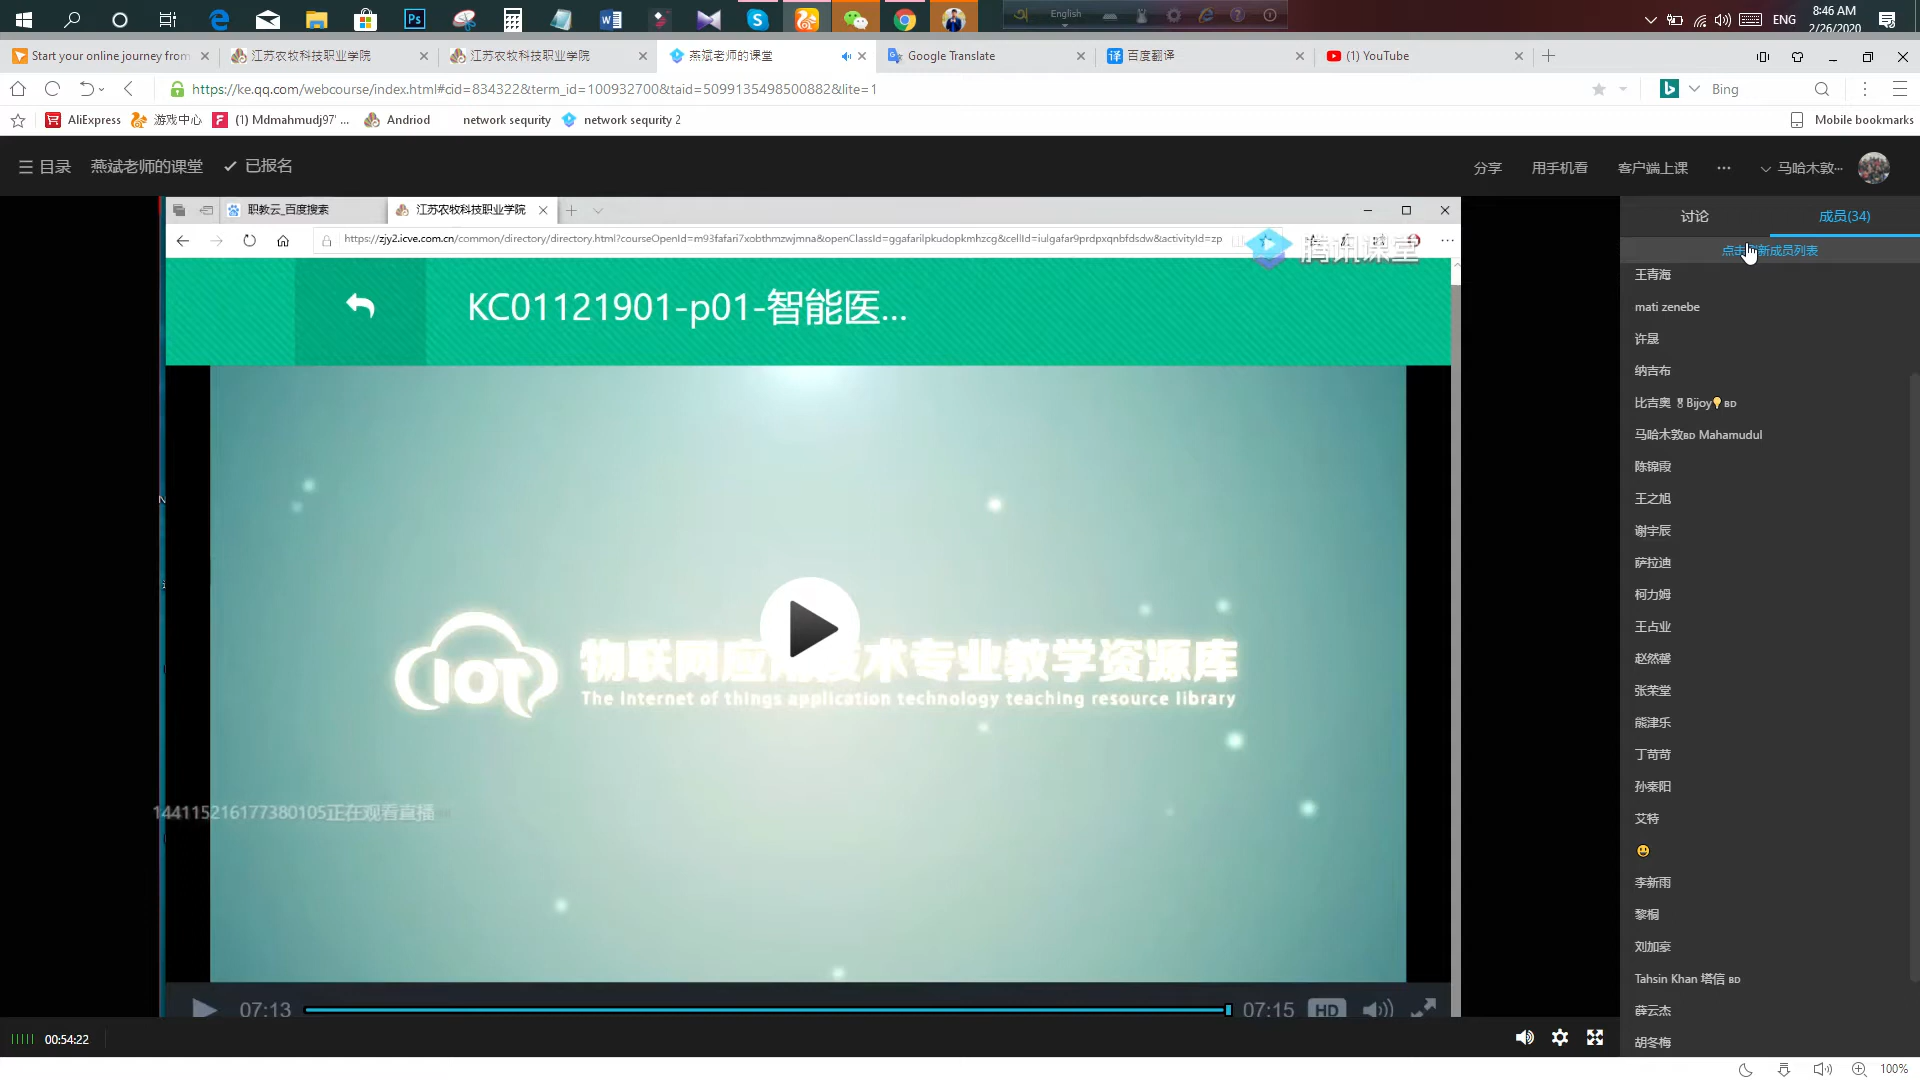 English
ENG
8:46 AM
2/26/2020
Start your online journey from
江苏农牧科技职业学院
江苏农牧科技职业学院
燕斌老师的课堂
Google Translate
百度翻译
(1) YouTube
https://ke.qq.com/webcourse/index.html#cid=834322&term_id=100932700&taid=5099135498500882&lite=1
Bing
AliExpress
游戏中心
(1) Mdmahmudj97' ...
Andriod
network sequrity
network sequrity 2
Mobile bookmarks
目录
燕斌老师的课堂
已报名
分享
用手机看
客户端上课
马哈木敦...
职教云_百度搜索
江苏农牧科技职业学院
https://zjy2.icve.com.cn/common/directory/directory.html?courseOpenId=m93fafari7xobthmzwjmna&openClassId=ggafarilpkudopkmhzcg&cellId=iulgafar9prdpxqnbfdsdw&activityId=zp
腾讯课堂
KC01121901-p01-智能医...
IOT
物联网应用技术专业教学资源库
The Internet of things application technology teaching resource library
144115216177380105正在观看直播
07:13
07:15
HD
00:54:22
讨论
成员(34)
点击 新成员列表
王青海
mati zenebe
许晟
纳吉布
比吉奥 🎖Bijoy💡ʙᴅ
马哈木敦ʙᴅ Mahamudul
陈锦霞
王之旭
谢宇辰
萨拉迪
柯力姆
王占业
赵然馨
张荣堂
熊津乐
丁苛苛
孙秦阳
艾特
😃
李新雨
黎桐
刘加豪
Tahsin Khan 塔信 ʙᴅ
薛云杰
胡冬梅
100%